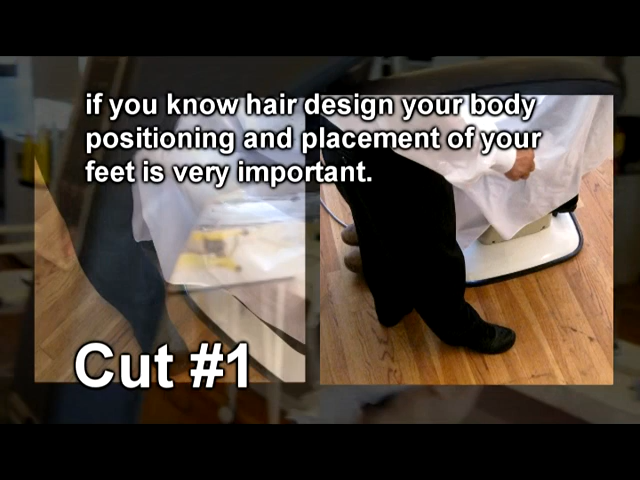 if you know hair design your body
positioning and placement of your
feet is very important.
Cut #1